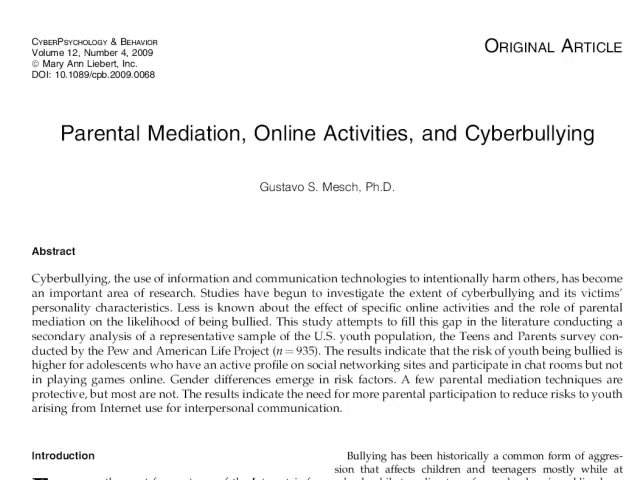 CYBERPSYCHOLOGY & BEHAVIOR
Volume 12, Number 4, 2009
© Mary Ann Liebert, Inc.
DOI: 10.1089/cpb.2009.0068
ORIGINAL ARTICLE
Parental Mediation, Online Activities, and Cyberbullying
Gustavo S. Mesch, Ph.D.
Abstract
Cyberbullying, the use of information and communication technologies to intentionally harm others, has become
an important area of research. Studies have begun to investigate the extent of cyberbullying and its victims'
personality characteristics. Less is known about the effect of specific online activities and the role of parental
mediation on the likelihood of being bullied. This study attempts to fill this gap in the literature conducting a
secondary analysis of a representative sample of the U.S. youth population, the Teens and Parents survey con-
ducted by the Pew and American Life Project (n = 935). The results indicate that the risk of youth being bullied is
higher for adolescents who have an active profile on social networking sites and participate in chat rooms but not
in playing games online. Gender differences emerge in risk factors. A few parental mediation techniques are
protective, but most are not. The results indicate the need for more parental participation to reduce risks to youth
arising from Internet use for interpersonal communication.
Introduction
Bullying has been historically a common form of aggres-
sion that affects children and teenagers mostly while at